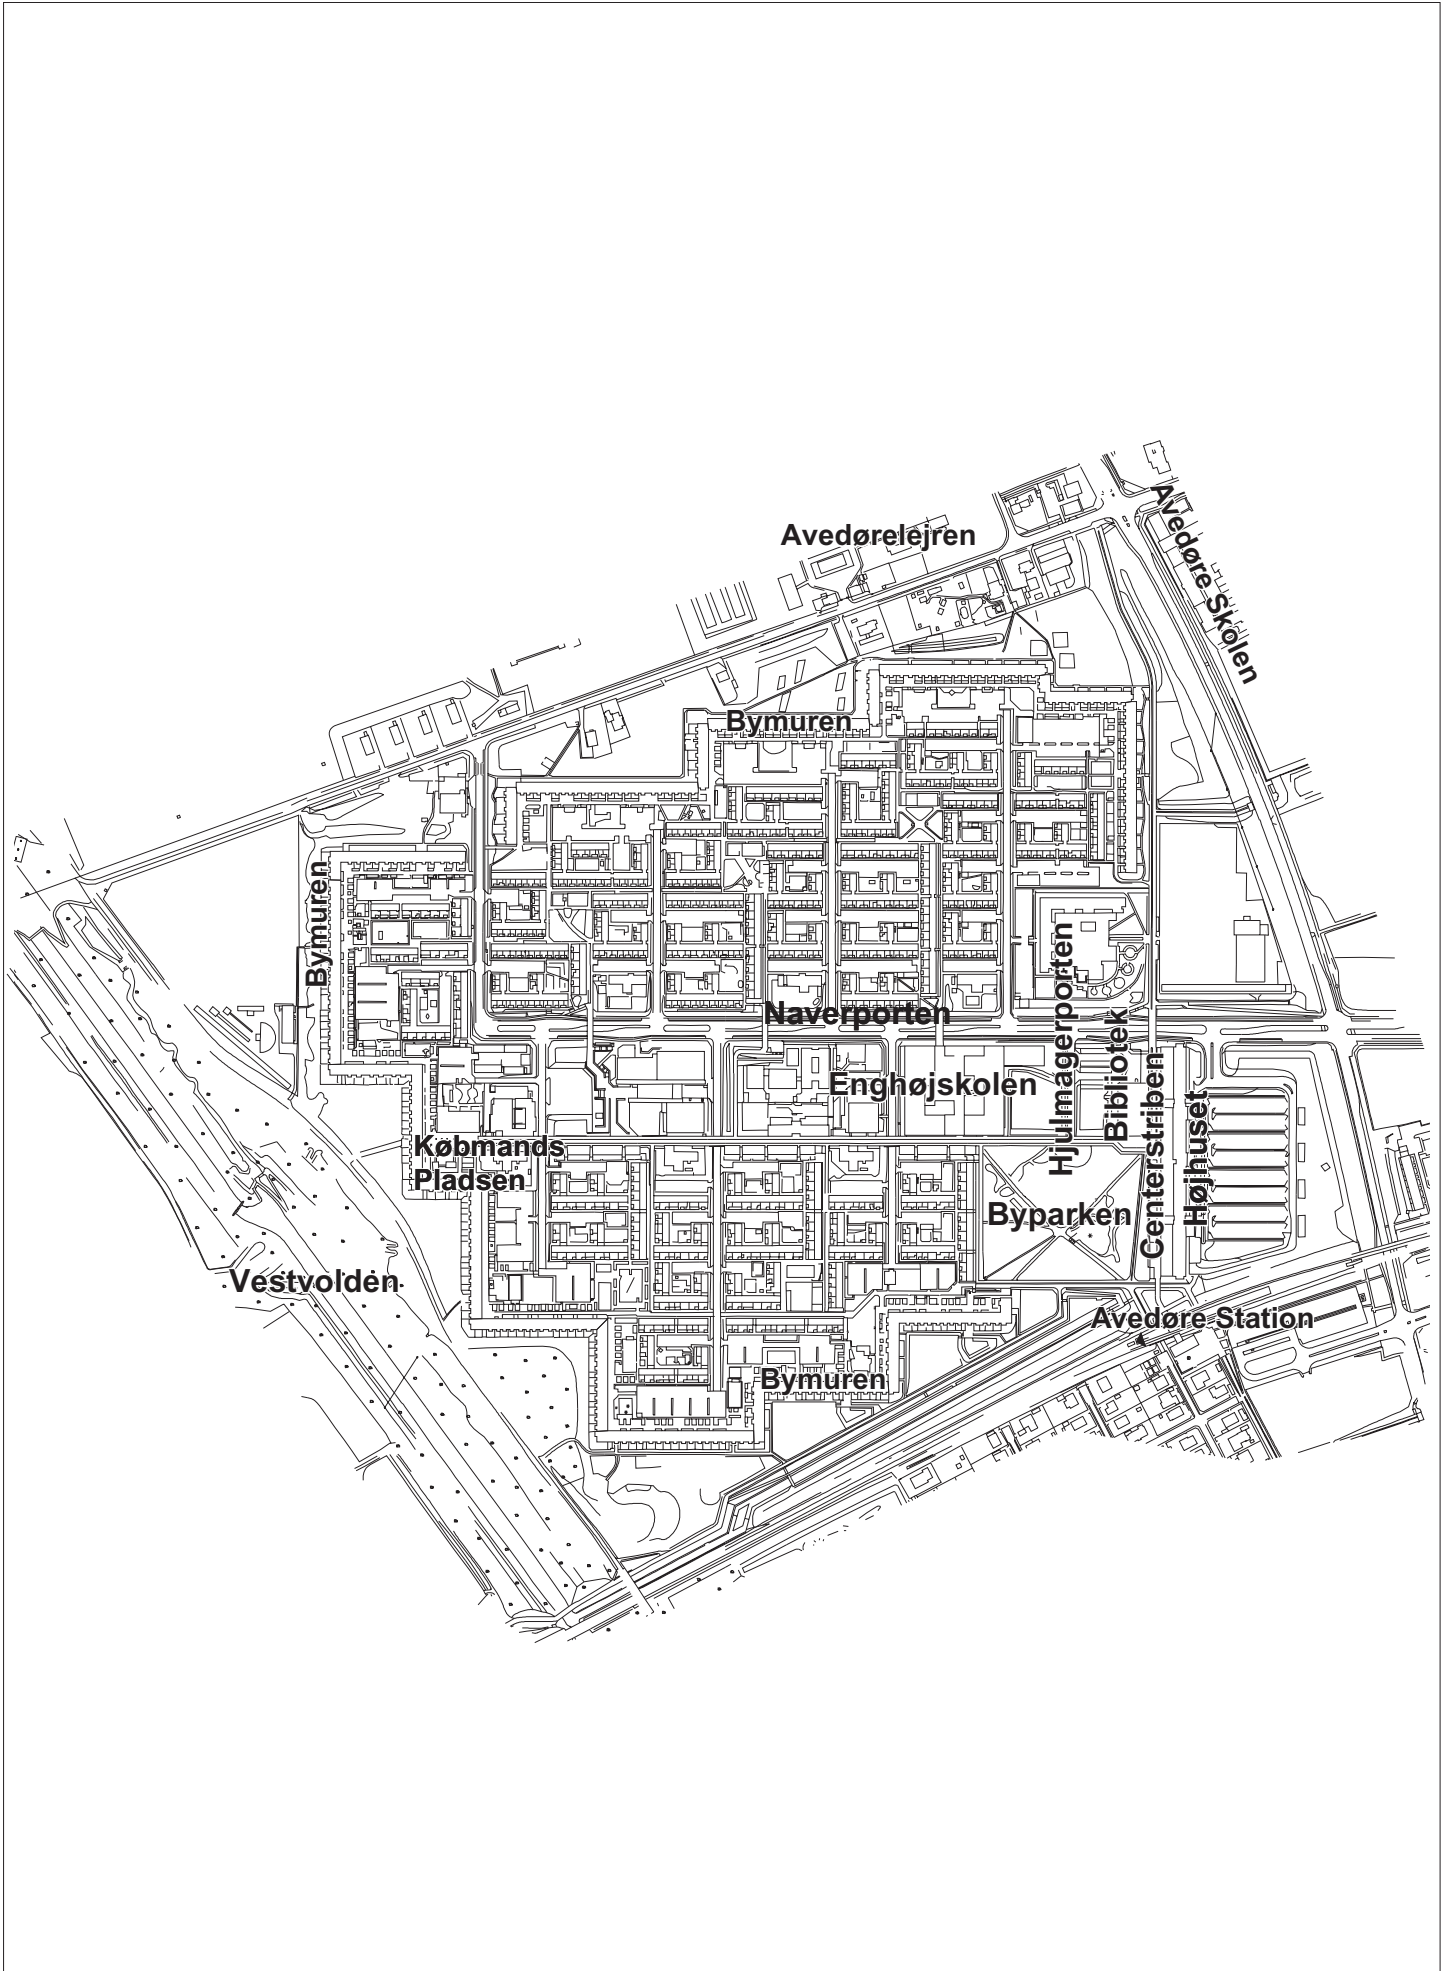 Avedørelejren
Avedøre Skolen
Bymuren
Bymuren
Naverporten
Hjulmagerporten
Bibliotek
Enghøjskolen
Centerstriben
Højhuset
Købmands
Pladsen
Byparken
Vestvolden
Avedøre Station
Bymuren